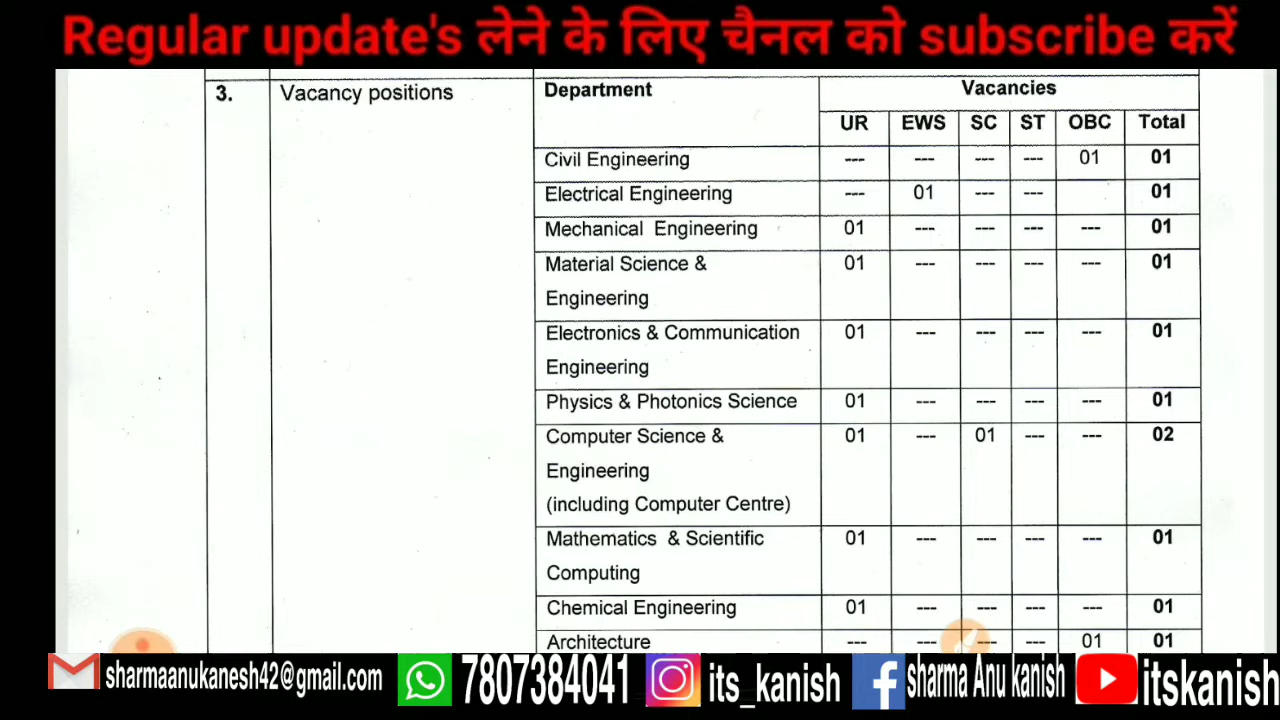 Regular update's लेने के लिए चैनल को subscribe करें
3. Vacancy positions Department Vacancies
UR EWS SC ST OBC Total
Civil Engineering --- --- --- --- 01 01
Electrical Engineering --- 01 --- --- 01
Mechanical Engineering 01 --- --- --- --- 01
Material Science & 01 --- --- --- --- 01
Engineering
Electronics & Communication 01 --- --- --- --- 01
Engineering
Physics & Photonics Science 01 --- --- --- --- 01
Computer Science & 01 --- 01 --- --- 02
Engineering
(including Computer Centre)
Mathematics & Scientific 01 --- --- --- --- 01
Computing
Chemical Engineering 01 --- --- --- --- 01
Architecture --- --- --- --- 01 01
sharmaanukanesh42@gmail.com 7807384041 its_kanish sharma Anu kanish itskanish